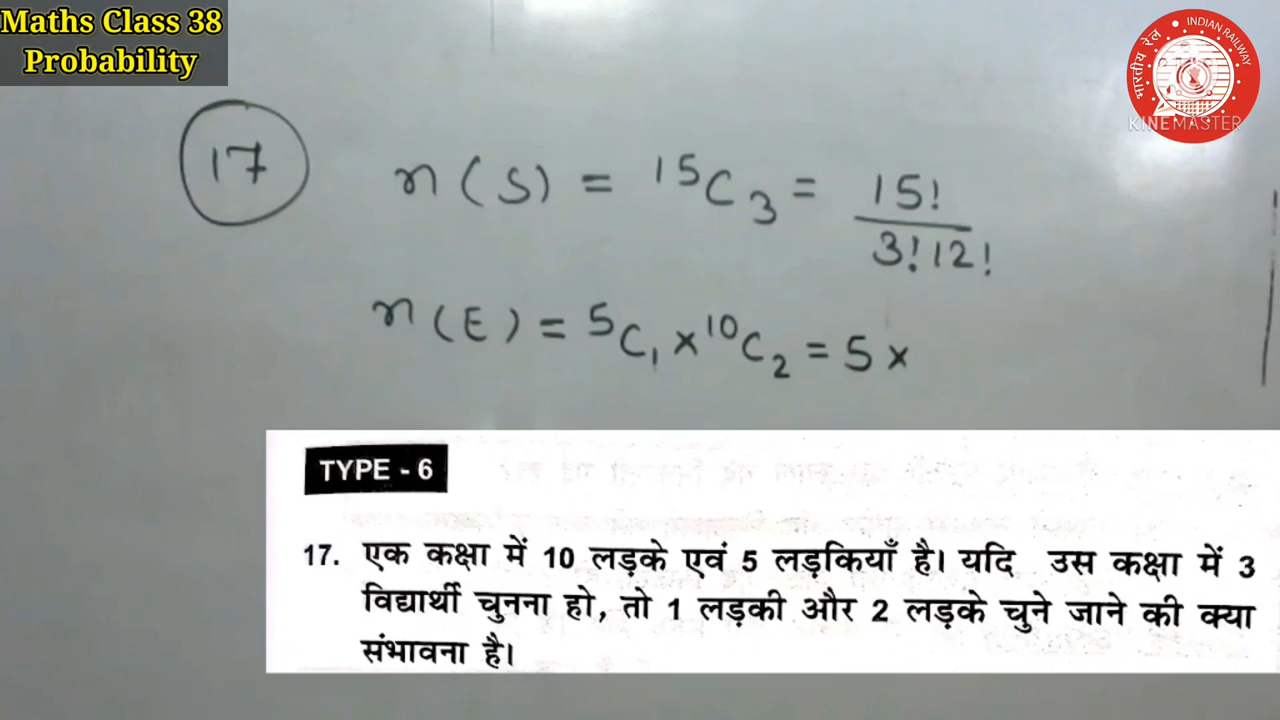 Maths Class 38
Probability
भारतीय रेल
INDIAN RAILWAY
KINEMASTER
17
n(S) = ¹⁵C₃ = 15! / 3! 12!
n(E) = ⁵C₁ × ¹⁰C₂ = 5 ×
TYPE - 6
17. एक कक्षा में 10 लड़के एवं 5 लड़कियाँ है। यदि उस कक्षा में 3
विद्यार्थी चुनना हो, तो 1 लड़की और 2 लड़के चुने जाने की क्या
संभावना है।